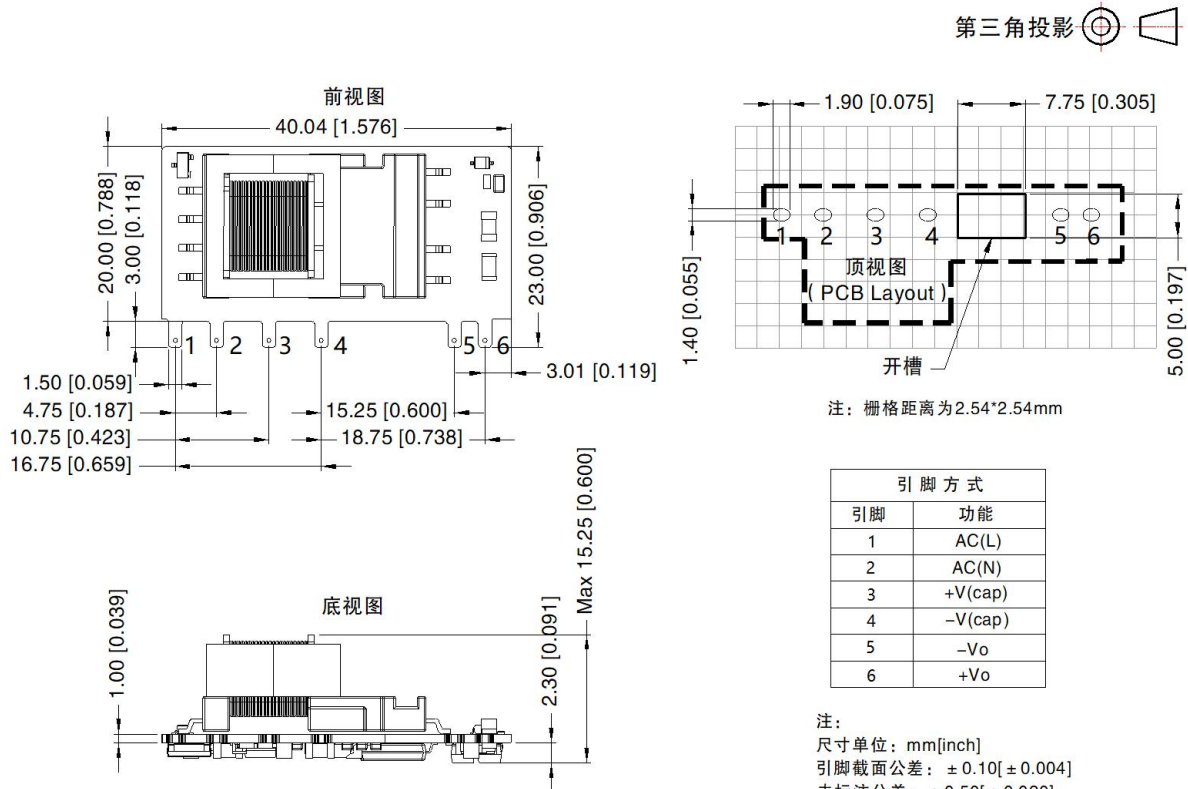 第三角投影
前视图
40.04 [1.576]
20.00 [0.788]
3.00 [0.118]
23.00 [0.906]
1 2 3 4 5 6
3.01 [0.119]
1.50 [0.059]
4.75 [0.187]
15.25 [0.600]
10.75 [0.423]
18.75 [0.738]
16.75 [0.659]
1.90 [0.075]
7.75 [0.305]
1 2 3 4 5 6
顶视图
( PCB Layout )
1.40 [0.055]
5.00 [0.197]
开槽
注：栅格距离为2.54*2.54mm
底视图
1.00 [0.039]
Max 15.25 [0.600]
2.30 [0.091]
引脚方式
引脚 功能
1 AC(L)
2 AC(N)
3 +V(cap)
4 −V(cap)
5 −Vo
6 +Vo
注：
尺寸单位：mm[inch]
引脚截面公差：±0.10[±0.004]